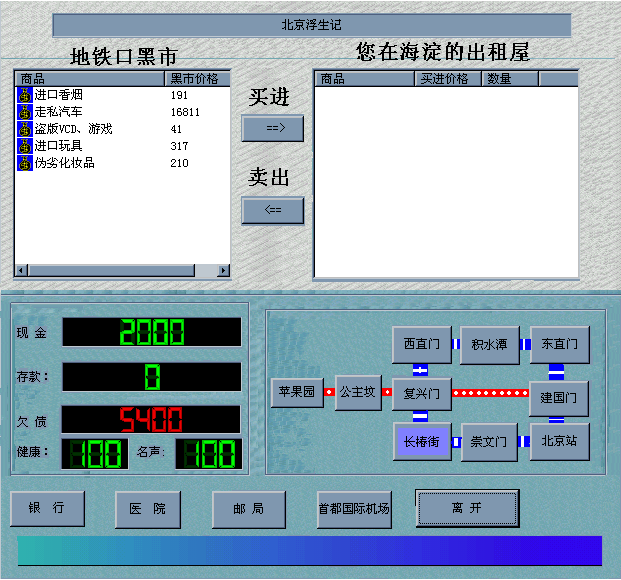 北京浮生记
地铁口黑市
您在海淀的出租屋
商品 黑市价格
进口香烟 191
走私汽车 16811
盗版VCD、游戏 41
进口玩具 317
伪劣化妆品 210
买进
==>
卖出
<==
商品 买进价格 数量
现 金 2000
存款: 0
欠 债 5400
健康: 100 名声: 100
西直门 积水潭 东直门
苹果园 公主坟 复兴门 建国门
长椿街 崇文门 北京站
银 行 医 院 邮 局 首都国际机场 离 开